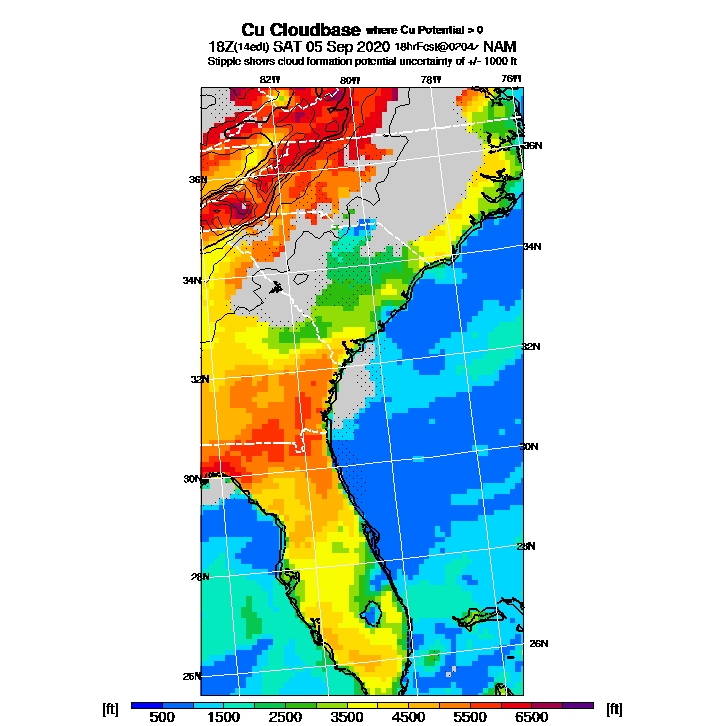 Cu Cloudbase where Cu Potential > 0
18Z(14edt) SAT 05 Sep 2020 18hrFcst@0204z NAM
Stipple shows cloud formation potential uncertainty of +/- 1000 ft
82W 80W 78W 76W
36N
36N
34N
34N
32N
32N
30N
30N
28N
28N
26N
26N
[ft] 500 1500 2500 3500 4500 5500 6500 [ft]